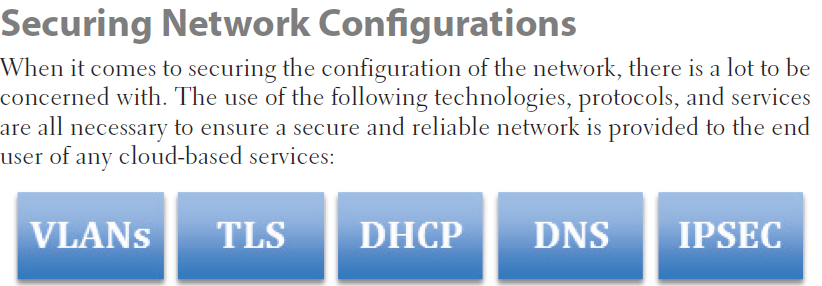 Securing Network Configurations
When it comes to securing the configuration of the network, there is a lot to be
concerned with. The use of the following technologies, protocols, and services
are all necessary to ensure a secure and reliable network is provided to the end
user of any cloud-based services:
VLANs TLS DHCP DNS IPSEC